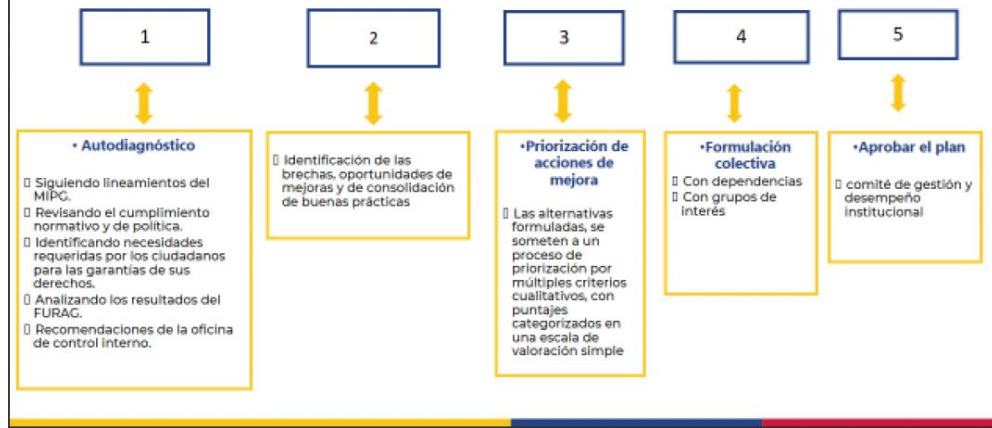 1
2
3
4
5
• Autodiagnóstico
▯ Siguiendo lineamientos del
MIPG.
▯ Revisando el cumplimiento
normativo y de política.
▯ Identificando necesidades
requeridas por los ciudadanos
para las garantías de sus
derechos.
▯ Analizando los resultados del
FURAG.
▯ Recomendaciones de la oficina
de control interno.
▯ Identificación de las
brechas, oportunidades de
mejoras y de consolidación
de buenas prácticas
•Priorización de
acciones de
mejora
▯ Las alternativas
formuladas, se
someten a un
proceso de
priorización por
múltiples criterios
cualitativos, con
puntajes
categorizados en
una escala de
valoración simple
•Formulación
colectiva
▯ Con dependencias
▯ Con grupos de
interés
•Aprobar el plan
▯ comité de gestión y
desempeño
institucional